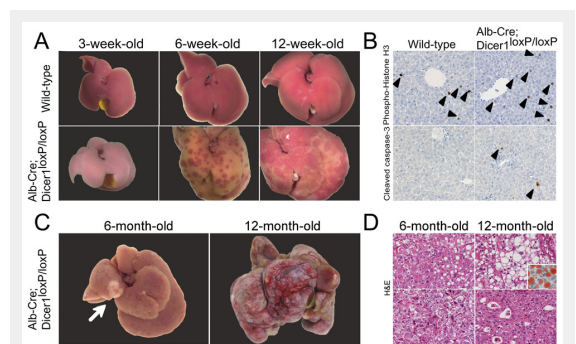 A
3-week-old 6-week-old 12-week-old
Wild-type
Alb-Cre;
Dicer1loxP/loxP
B
Wild-type
Alb-Cre;
Dicer1loxP/loxP
Phospho-Histone H3
Cleaved caspase-3
C
6-month-old 12-month-old
Alb-Cre;
Dicer1loxP/loxP
D
6-month-old 12-month-old
H&E